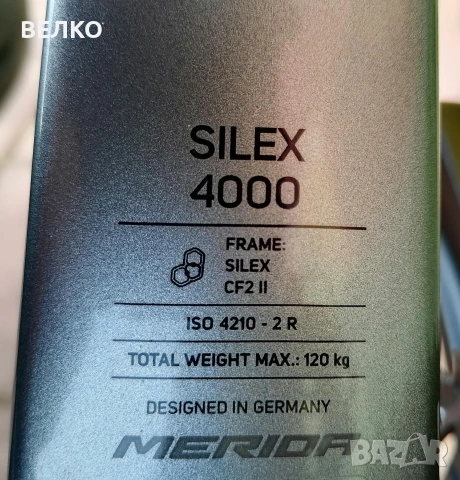 ВЕЛКО
SILEX
4000
FRAME:
SILEX
CF2 II
ISO 4210 - 2 R
TOTAL WEIGHT MAX.: 120 kg
DESIGNED IN GERMANY
MERIDA
BAZAR